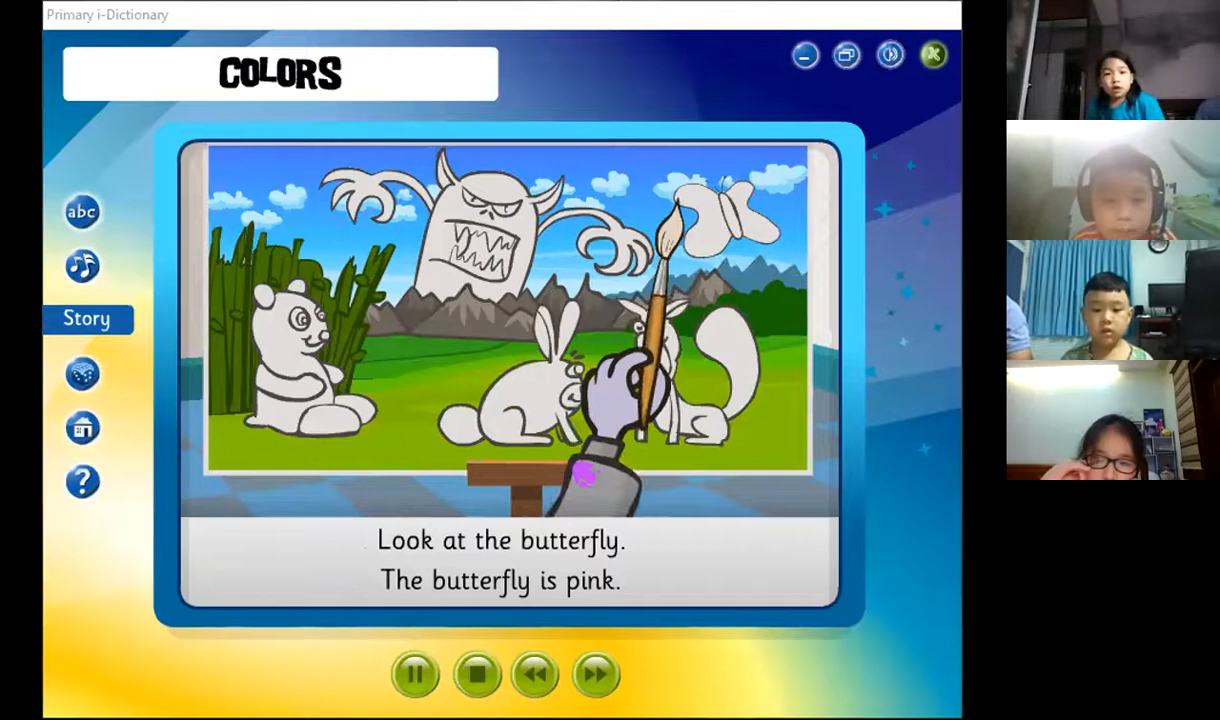 Primary i-Dictionary
COLORS
abc
Story
?
Look at the butterfly.
The butterfly is pink.